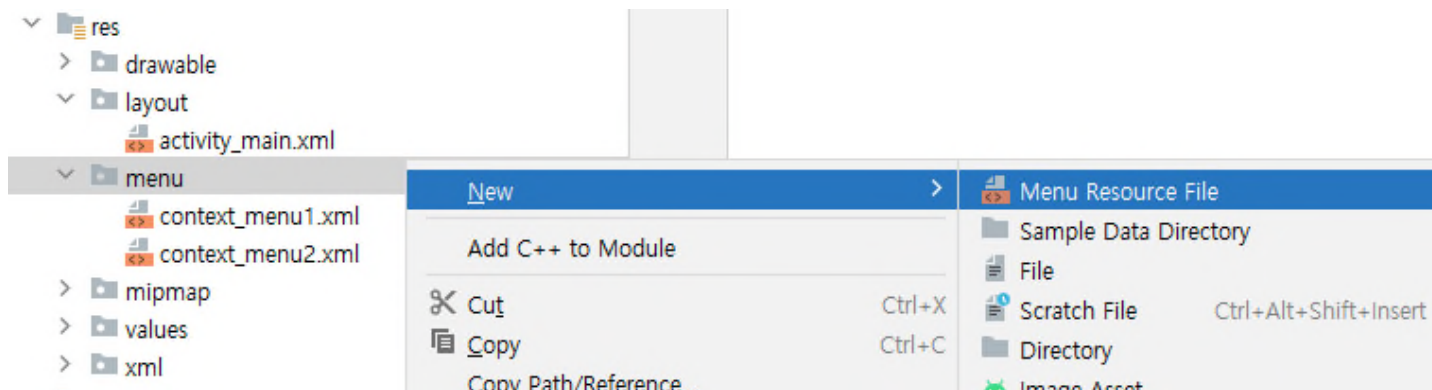 res
drawable
layout
activity_main.xml
menu
context_menu1.xml
context_menu2.xml
mipmap
values
xml
New
Add C++ to Module
Cut Ctrl+X
Copy Ctrl+C
Copy Path/Reference...
Menu Resource File
Sample Data Directory
File
Scratch File Ctrl+Alt+Shift+Insert
Directory
Image Asset